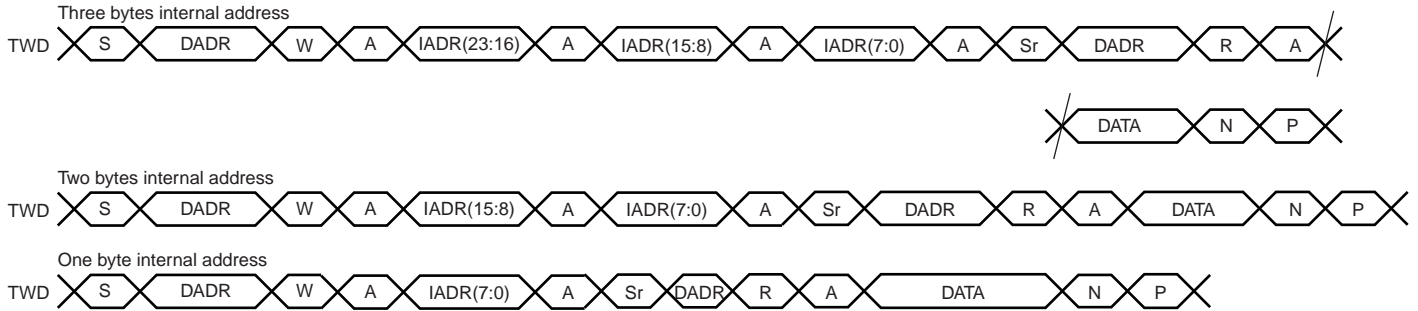 Three bytes internal address
TWD S DADR W A IADR(23:16) A IADR(15:8) A IADR(7:0) A Sr DADR R A
DATA N P
Two bytes internal address
TWD S DADR W A IADR(15:8) A IADR(7:0) A Sr DADR R A DATA N P
One byte internal address
TWD S DADR W A IADR(7:0) A Sr DADR R A DATA N P